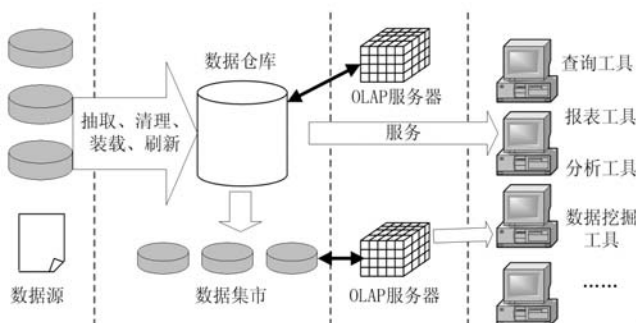 数据仓库
OLAP服务器
查询工具
抽取、清理、
装载、刷新
服务
报表工具
分析工具
数据挖掘
工具
数据源
数据集市
OLAP服务器
……